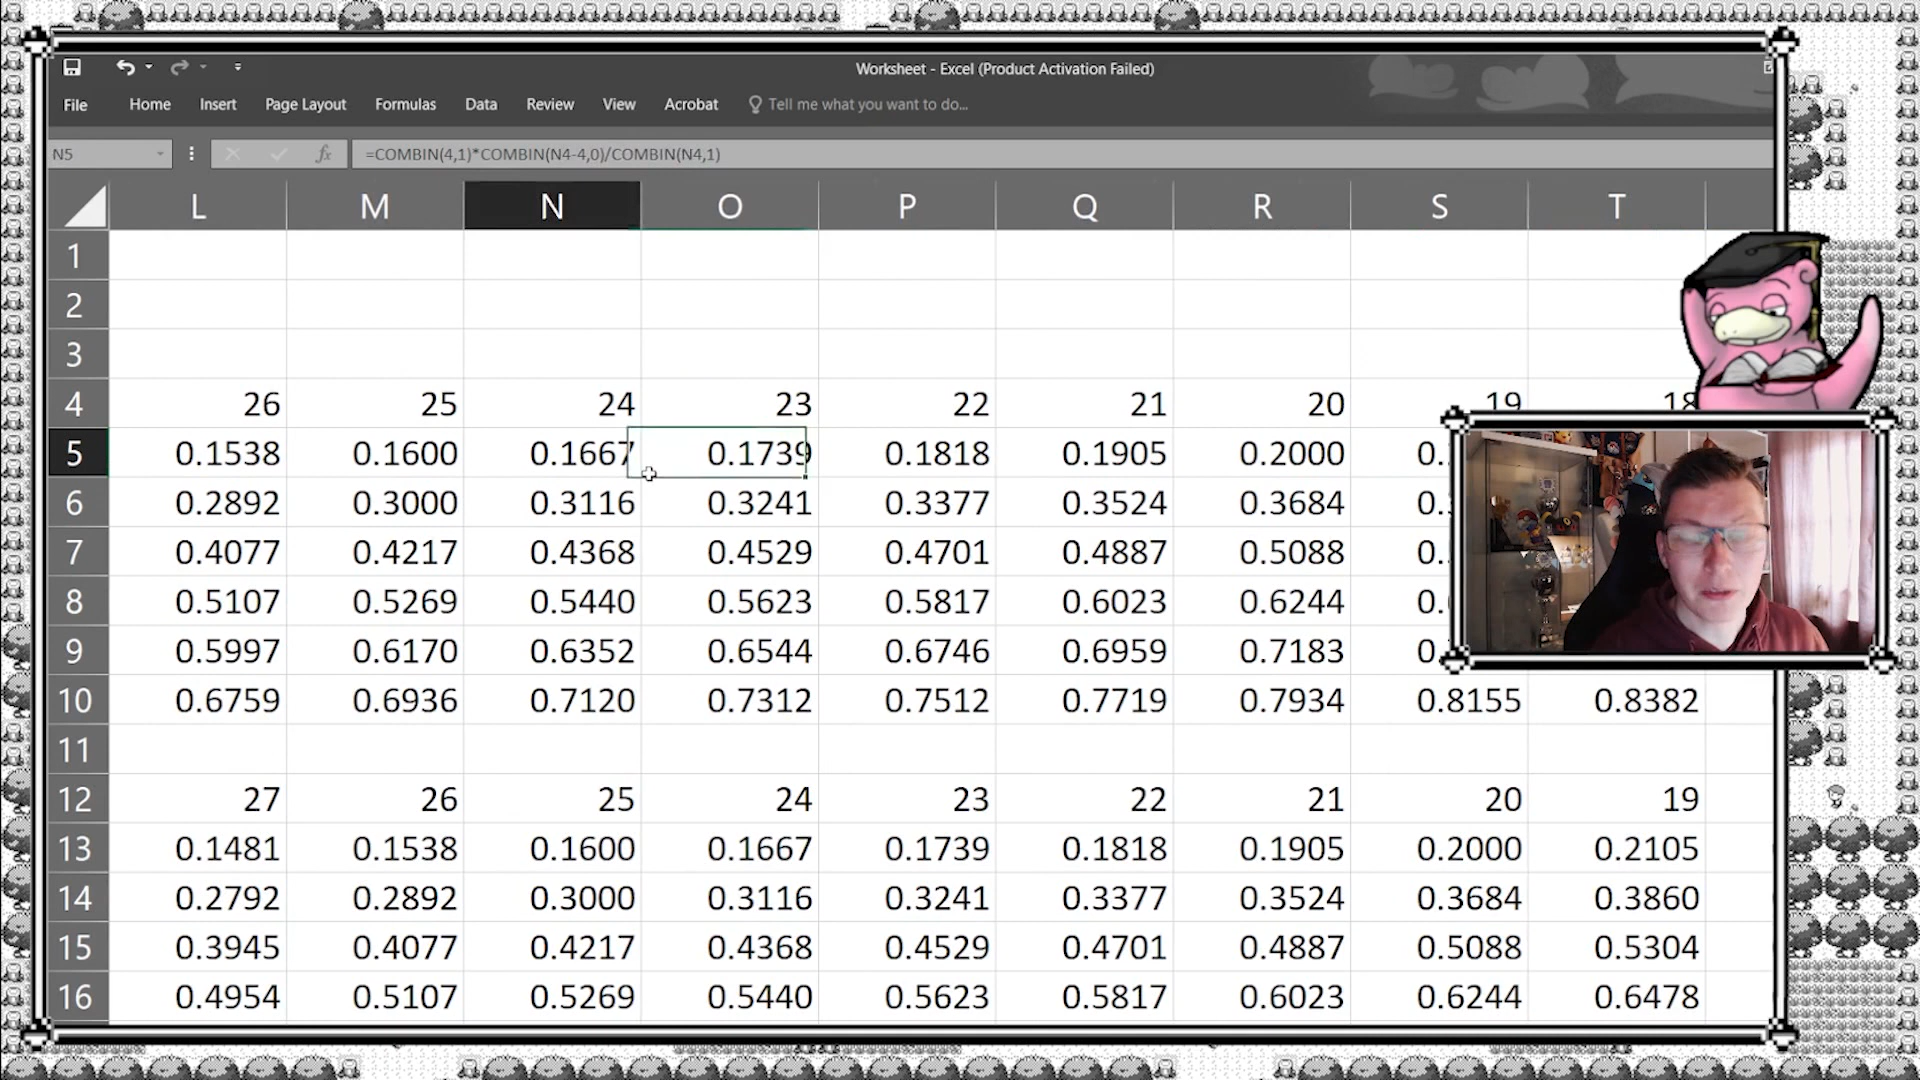 Worksheet - Excel (Product Activation Failed)
File Home Insert Page Layout Formulas Data Review View Acrobat Tell me what you want to do...
N5 fx =COMBIN(4,1)*COMBIN(N4-4,0)/COMBIN(N4,1)
L M N O P Q R S T
1
2
3
4 26 25 24 23 22 21 20 19 18
5 0.1538 0.1600 0.1667 0.1739 0.1818 0.1905 0.2000 0.
6 0.2892 0.3000 0.3116 0.3241 0.3377 0.3524 0.3684 0.
7 0.4077 0.4217 0.4368 0.4529 0.4701 0.4887 0.5088 0.
8 0.5107 0.5269 0.5440 0.5623 0.5817 0.6023 0.6244 0.
9 0.5997 0.6170 0.6352 0.6544 0.6746 0.6959 0.7183 0.
10 0.6759 0.6936 0.7120 0.7312 0.7512 0.7719 0.7934 0.8155 0.8382
11
12 27 26 25 24 23 22 21 20 19
13 0.1481 0.1538 0.1600 0.1667 0.1739 0.1818 0.1905 0.2000 0.2105
14 0.2792 0.2892 0.3000 0.3116 0.3241 0.3377 0.3524 0.3684 0.3860
15 0.3945 0.4077 0.4217 0.4368 0.4529 0.4701 0.4887 0.5088 0.5304
16 0.4954 0.5107 0.5269 0.5440 0.5623 0.5817 0.6023 0.6244 0.6478